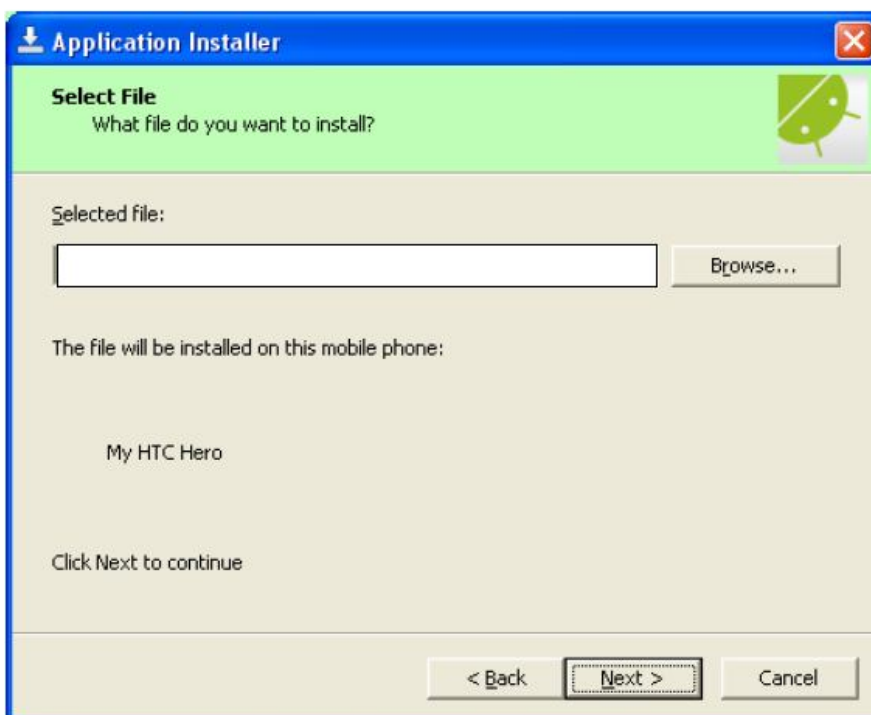 Application Installer
Select File
What file do you want to install?
Selected file:
Browse...
The file will be installed on this mobile phone:
My HTC Hero
Click Next to continue
< Back
Next >
Cancel